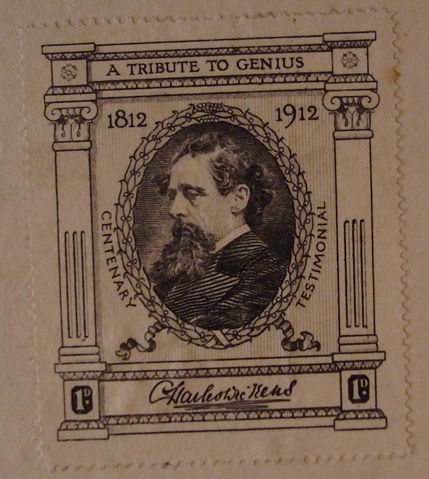 A TRIBUTE TO GENIUS
1812 1912
CENTENARY
TESTIMONIAL
Charles Dickens
1D 1D